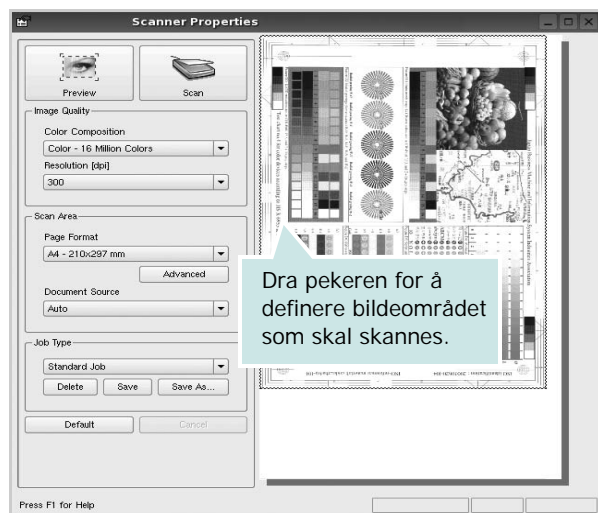 Scanner Properties
Preview
Scan
Image Quality
Color Composition
Color - 16 Million Colors
Resolution [dpi]
300
Scan Area
Page Format
A4 - 210x297 mm
Advanced
Document Source
Auto
Job Type
Standard Job
Delete
Save
Save As...
Default
Cancel
Press F1 for Help
Dra pekeren for å
definere bildeområdet
som skal skannes.